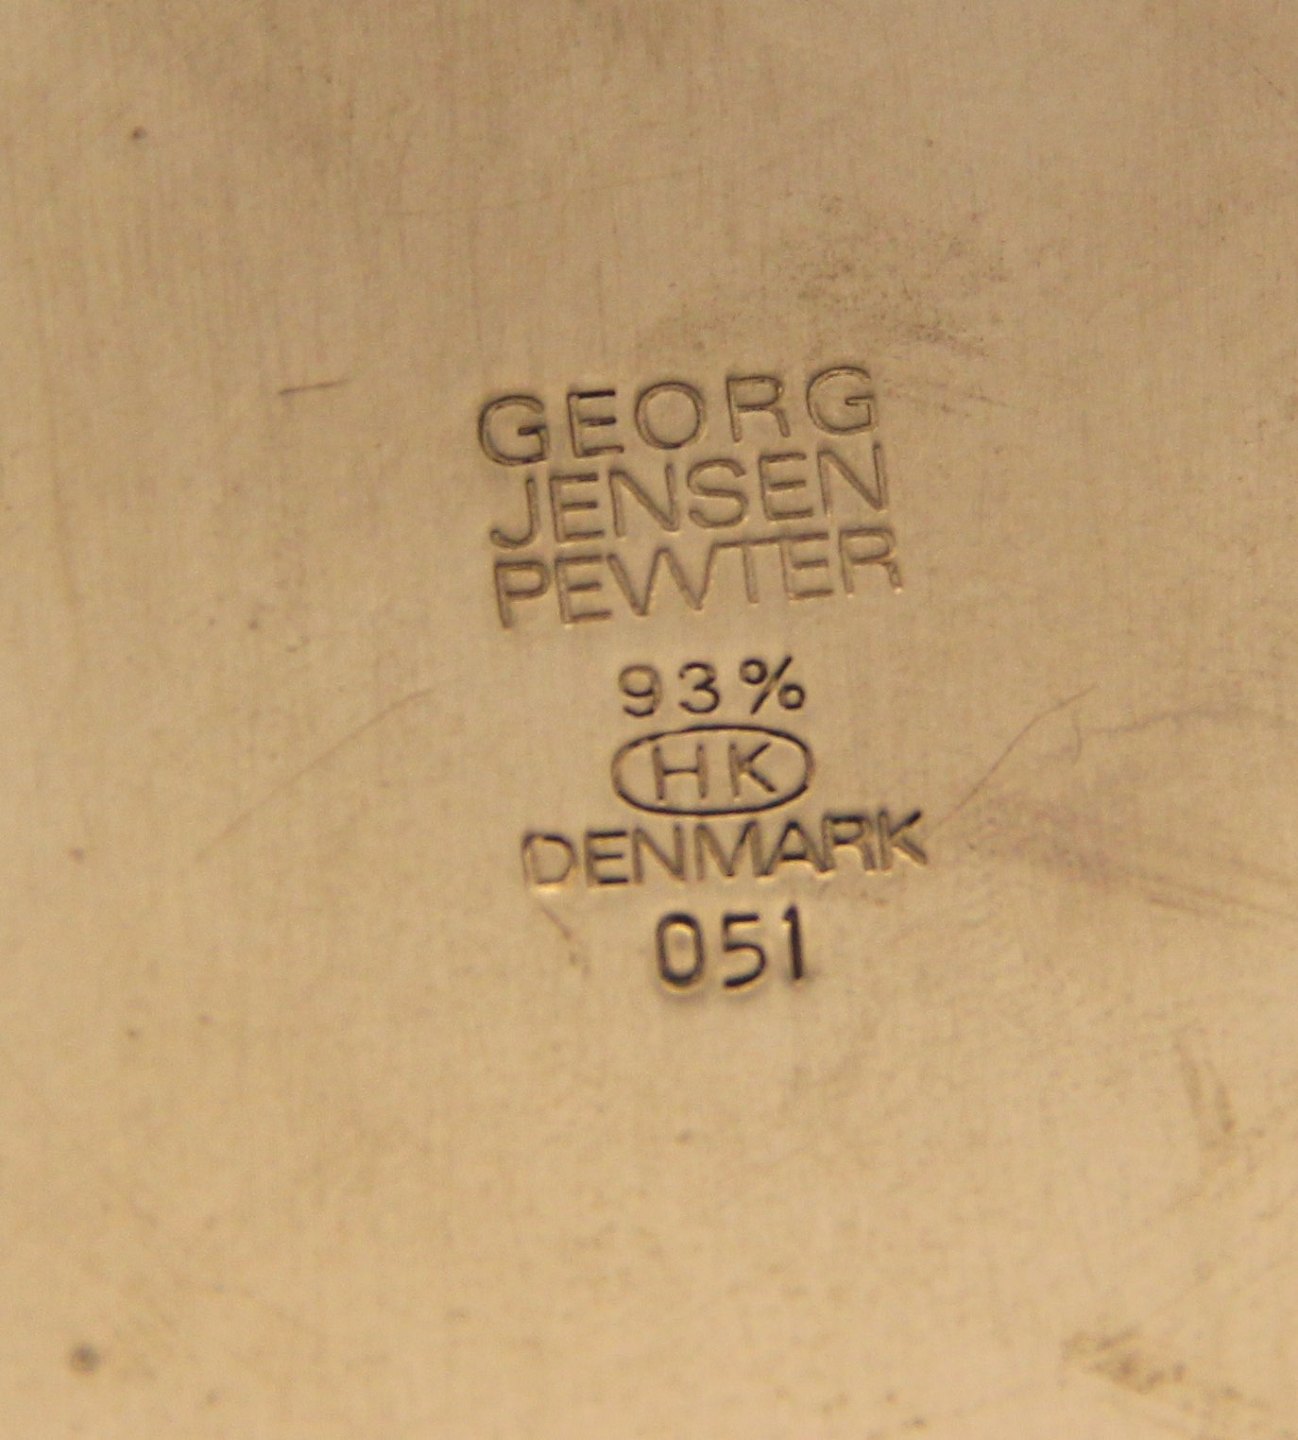 GEORG
JENSEN
PEWTER
93%
HK
DENMARK
051